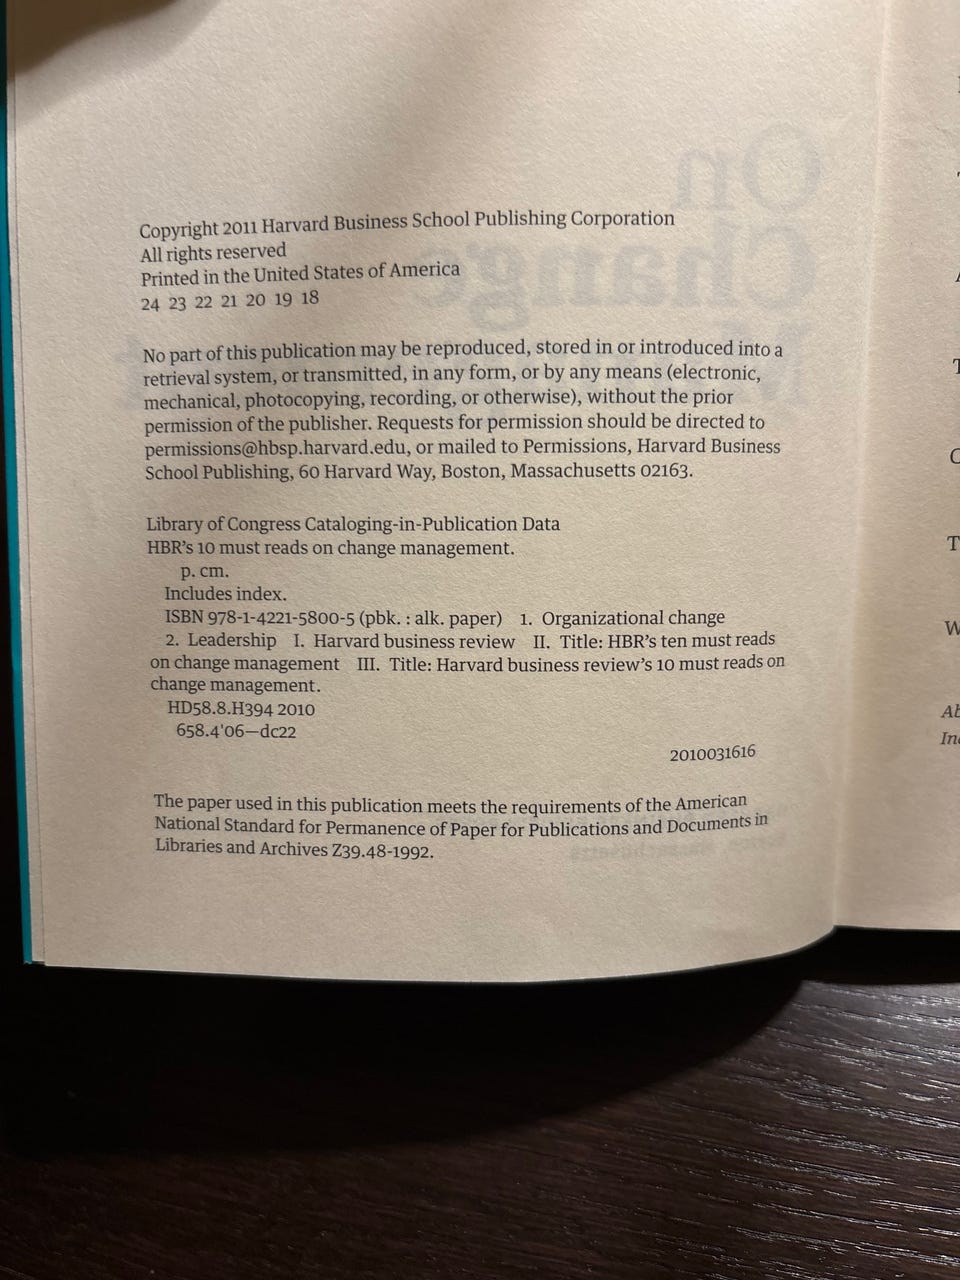 Copyright 2011 Harvard Business School Publishing Corporation
All rights reserved
Printed in the United States of America
24 23 22 21 20 19 18
No part of this publication may be reproduced, stored in or introduced into a
retrieval system, or transmitted, in any form, or by any means (electronic,
mechanical, photocopying, recording, or otherwise), without the prior
permission of the publisher. Requests for permission should be directed to
permissions@hbsp.harvard.edu, or mailed to Permissions, Harvard Business
School Publishing, 60 Harvard Way, Boston, Massachusetts 02163.
Library of Congress Cataloging-in-Publication Data
HBR's 10 must reads on change management.
p. cm.
Includes index.
ISBN 978-1-4221-5800-5 (pbk. : alk. paper) 1. Organizational change
2. Leadership I. Harvard business review II. Title: HBR's ten must reads
on change management III. Title: Harvard business review's 10 must reads on
change management.
HD58.8.H394 2010
658.4'06—dc22
2010031616
The paper used in this publication meets the requirements of the American
National Standard for Permanence of Paper for Publications and Documents in
Libraries and Archives Z39.48-1992.